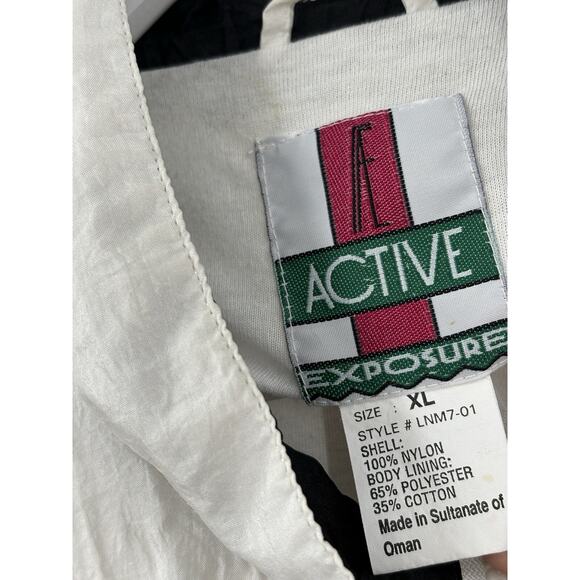 Æ
ACTIVE
EXPOSURE
SIZE : XL
STYLE # LNM7-01
SHELL:
100% NYLON
BODY LINING:
65% POLYESTER
35% COTTON
Made in Sultanate of
Oman